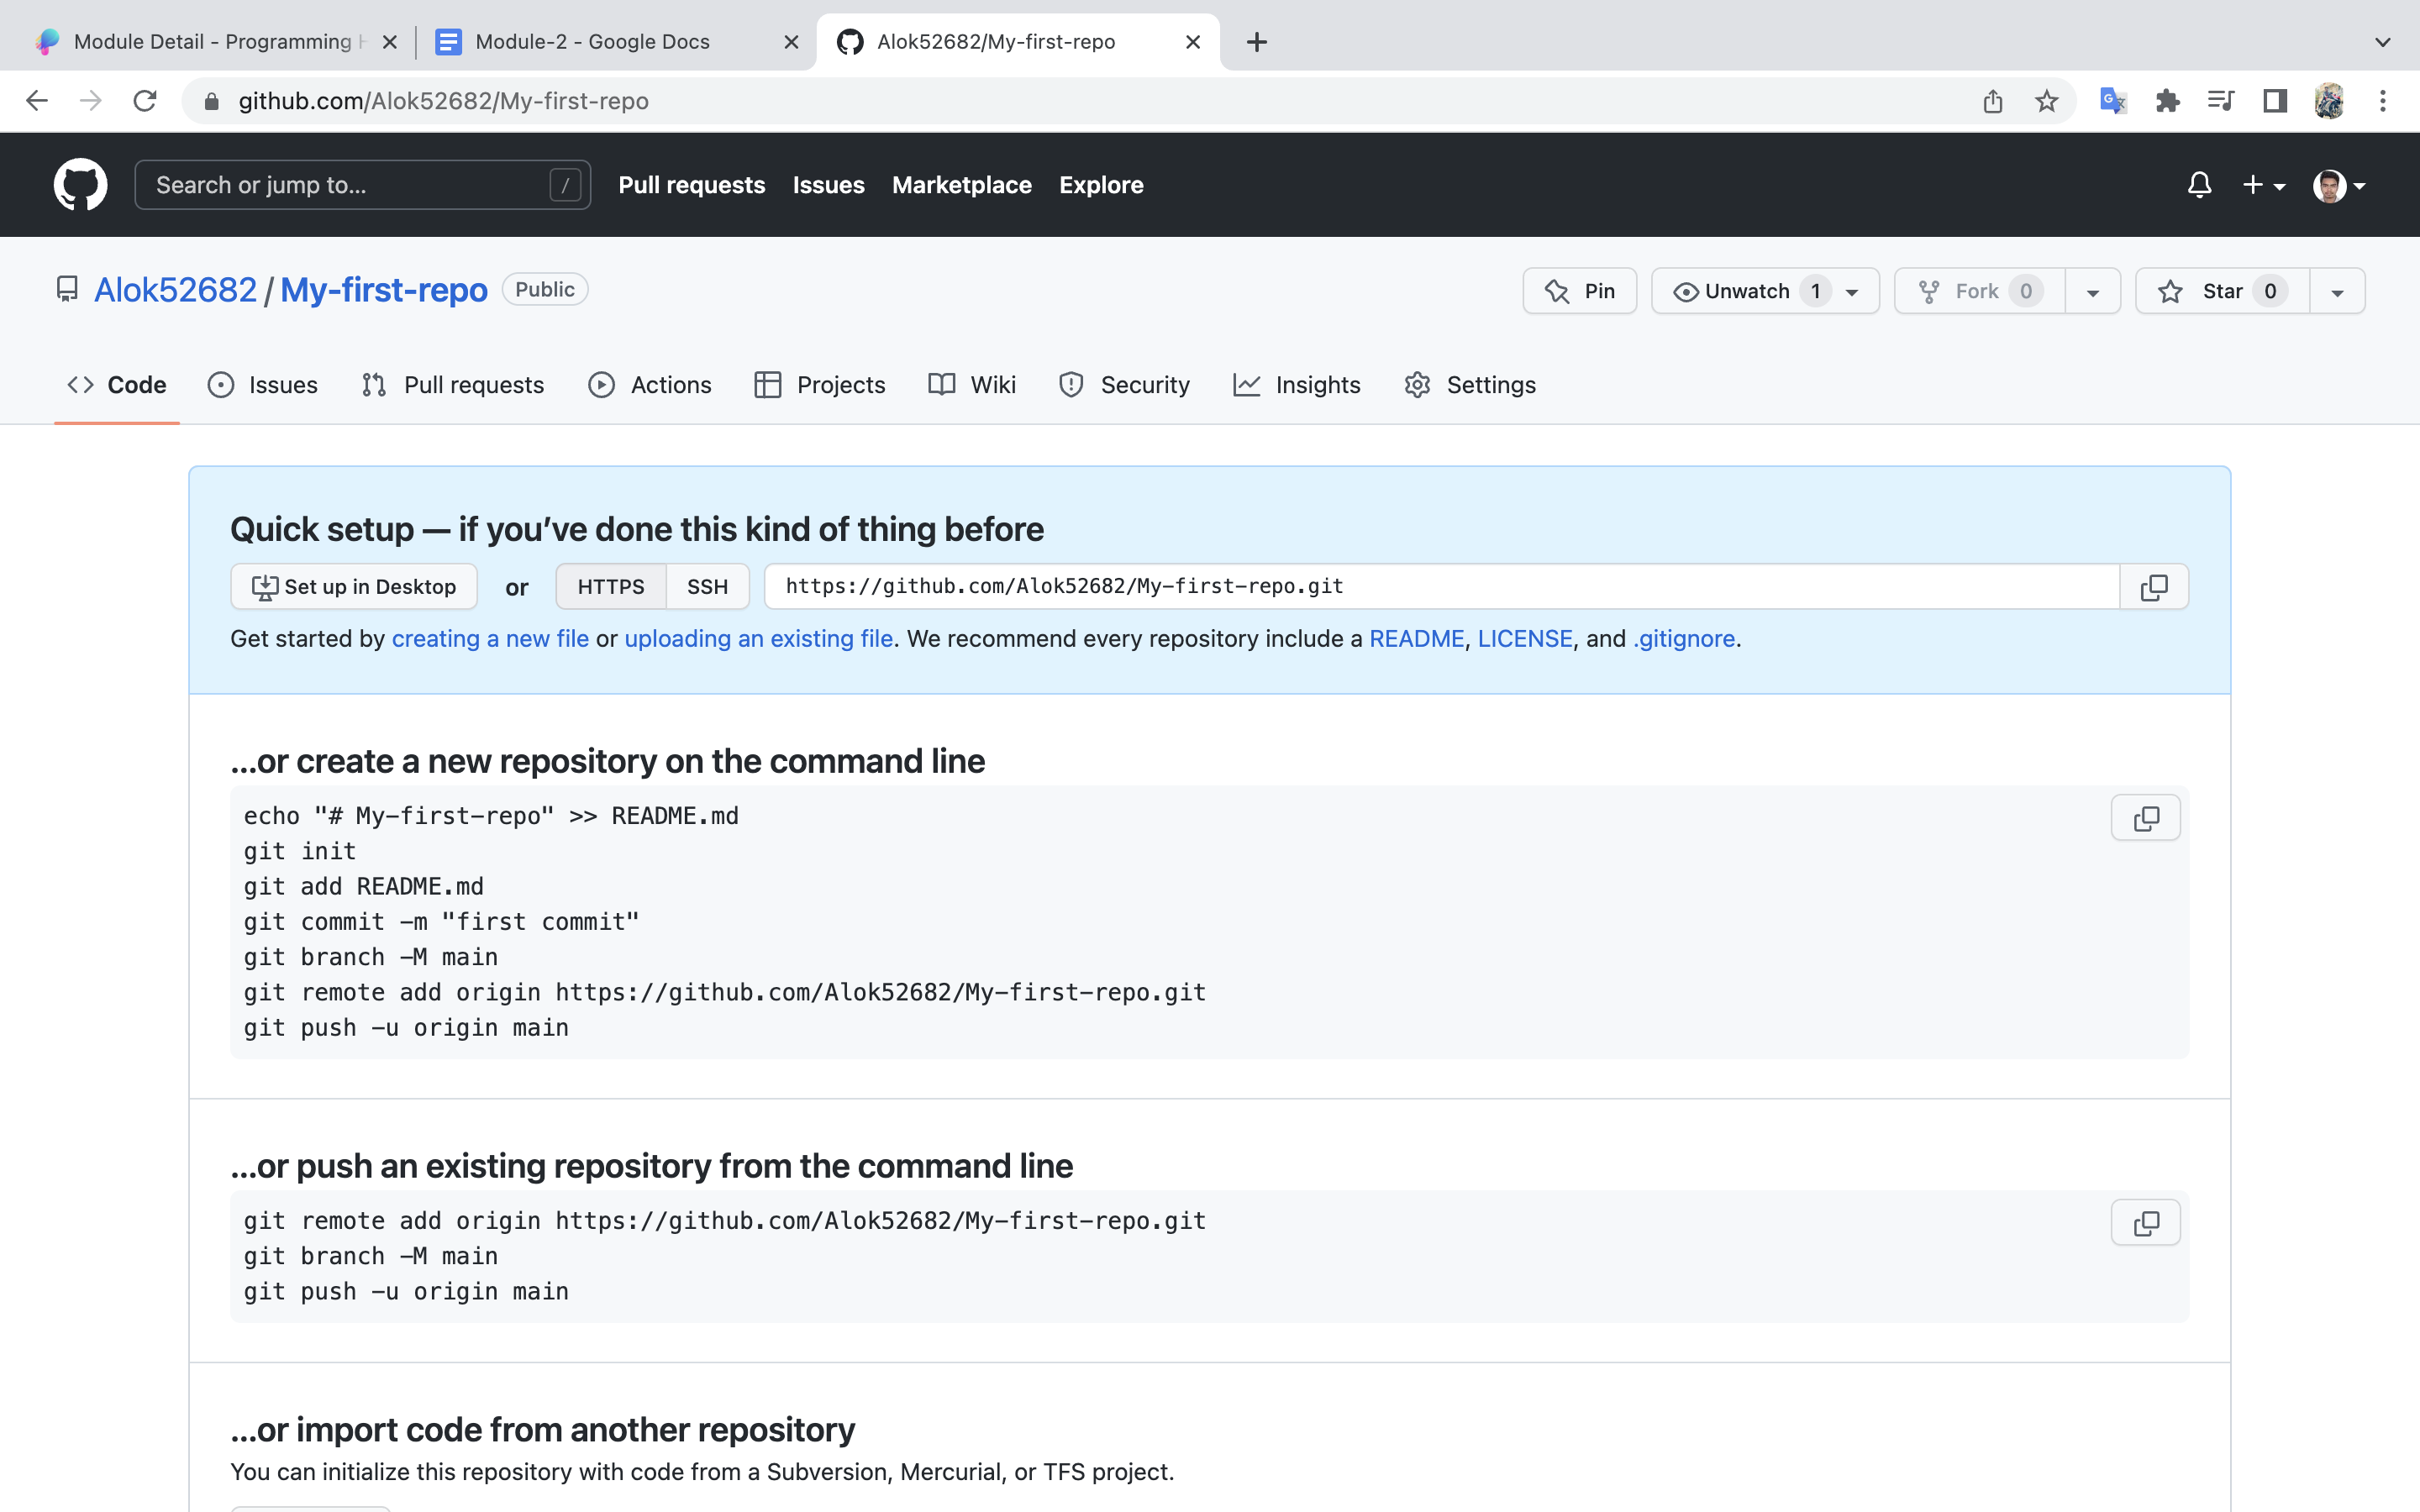 Module Detail - Programming
Module-2 - Google Docs
Alok52682/My-first-repo
github.com/Alok52682/My-first-repo
Search or jump to... /
Pull requests Issues Marketplace Explore
Alok52682 / My-first-repo Public
Pin Unwatch 1 Fork 0 Star 0
Code Issues Pull requests Actions Projects Wiki Security Insights Settings
Quick setup — if you’ve done this kind of thing before
Set up in Desktop or HTTPS SSH https://github.com/Alok52682/My-first-repo.git
Get started by creating a new file or uploading an existing file. We recommend every repository include a README, LICENSE, and .gitignore.
…or create a new repository on the command line
echo "# My-first-repo" >> README.md
git init
git add README.md
git commit -m "first commit"
git branch -M main
git remote add origin https://github.com/Alok52682/My-first-repo.git
git push -u origin main
…or push an existing repository from the command line
git remote add origin https://github.com/Alok52682/My-first-repo.git
git branch -M main
git push -u origin main
…or import code from another repository
You can initialize this repository with code from a Subversion, Mercurial, or TFS project.